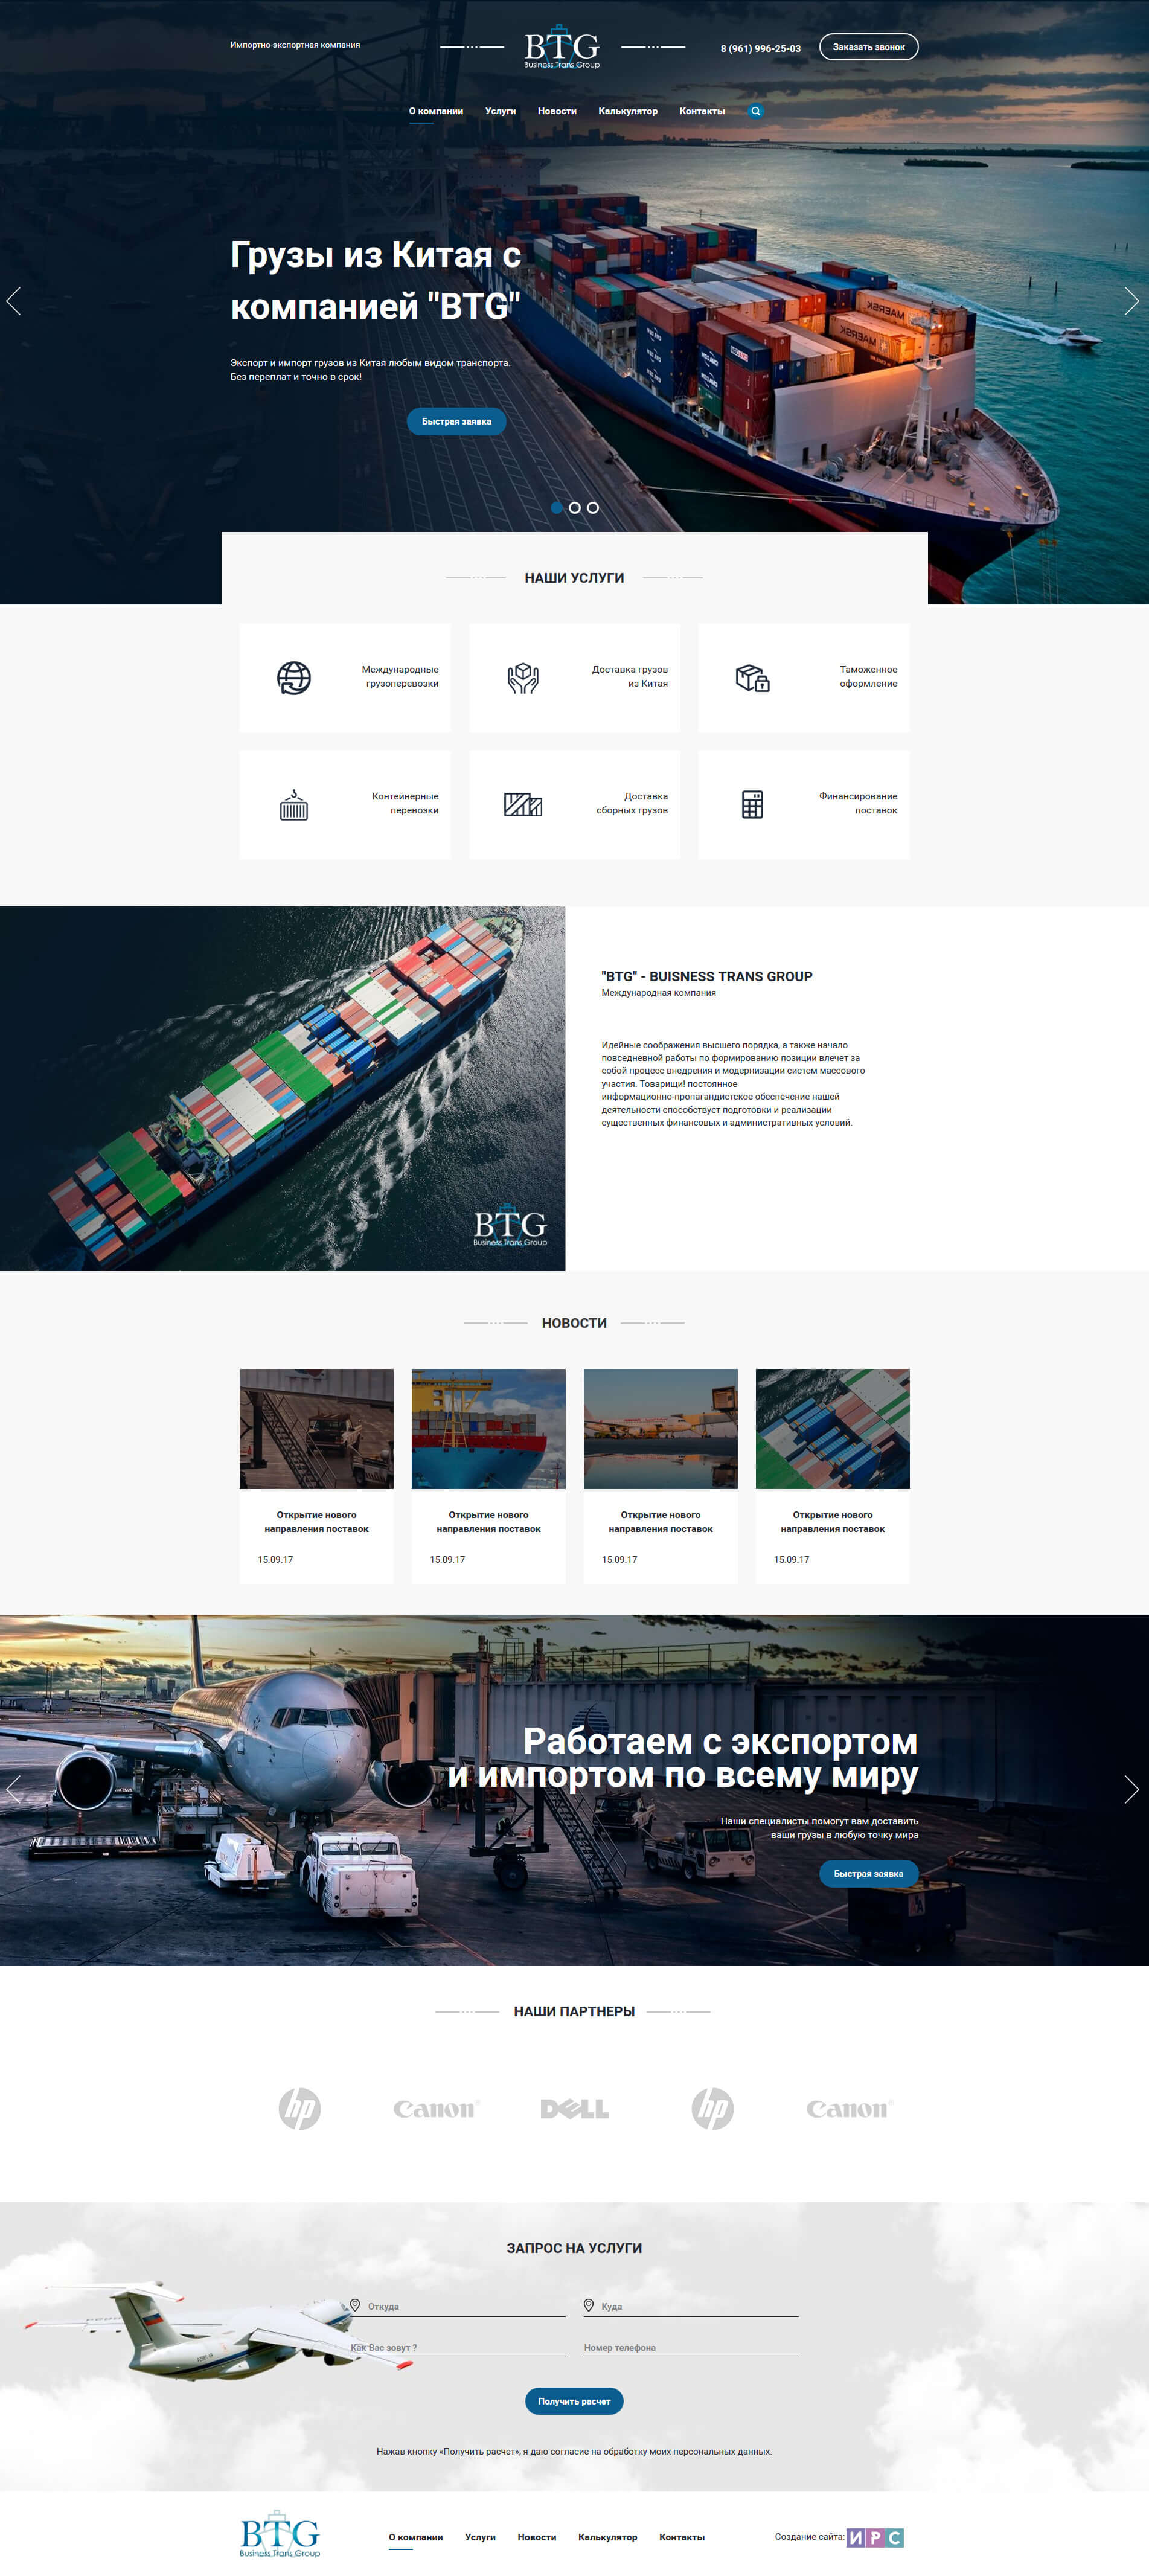 Импортно-экспортная компания
BTG
Business Trans Group
8 (961) 996-25-03
Заказать звонок
О компании
Услуги
Новости
Калькулятор
Контакты
Грузы из Китая с
компанией "BTG"
Экспорт и импорт грузов из Китая любым видом транспорта.
Без переплат и точно в срок!
Быстрая заявка
MAERSK
MAERSK
НАШИ УСЛУГИ
Международные
грузоперевозки
Доставка грузов
из Китая
Таможенное
оформление
Контейнерные
перевозки
Доставка
сборных грузов
Финансирование
поставок
"BTG" - BUISNESS TRANS GROUP
Международная компания
Идейные соображения высшего порядка, а также начало
повседневной работы по формированию позиции влечет за
собой процесс внедрения и модернизации систем массового
участия. Товарищи! постоянное
информационно-пропагандистское обеспечение нашей
деятельности способствует подготовки и реализации
существенных финансовых и административных условий.
BTG
Business Trans Group
НОВОСТИ
Открытие нового
направления поставок
15.09.17
Открытие нового
направления поставок
15.09.17
Открытие нового
направления поставок
15.09.17
Открытие нового
направления поставок
15.09.17
Работаем с экспортом
и импортом по всему миру
Наши специалисты помогут вам доставить
ваши грузы в любую точку мира
Быстрая заявка
НАШИ ПАРТНЕРЫ
hp
Canon
DELL
hp
Canon
ЗАПРОС НА УСЛУГИ
Откуда
Куда
Как Вас зовут ?
Номер телефона
Получить расчет
Нажав кнопку «Получить расчет», я даю согласие на обработку моих персональных данных.
BTG
Business Trans Group
О компании
Услуги
Новости
Калькулятор
Контакты
Создание сайта:
ИРС